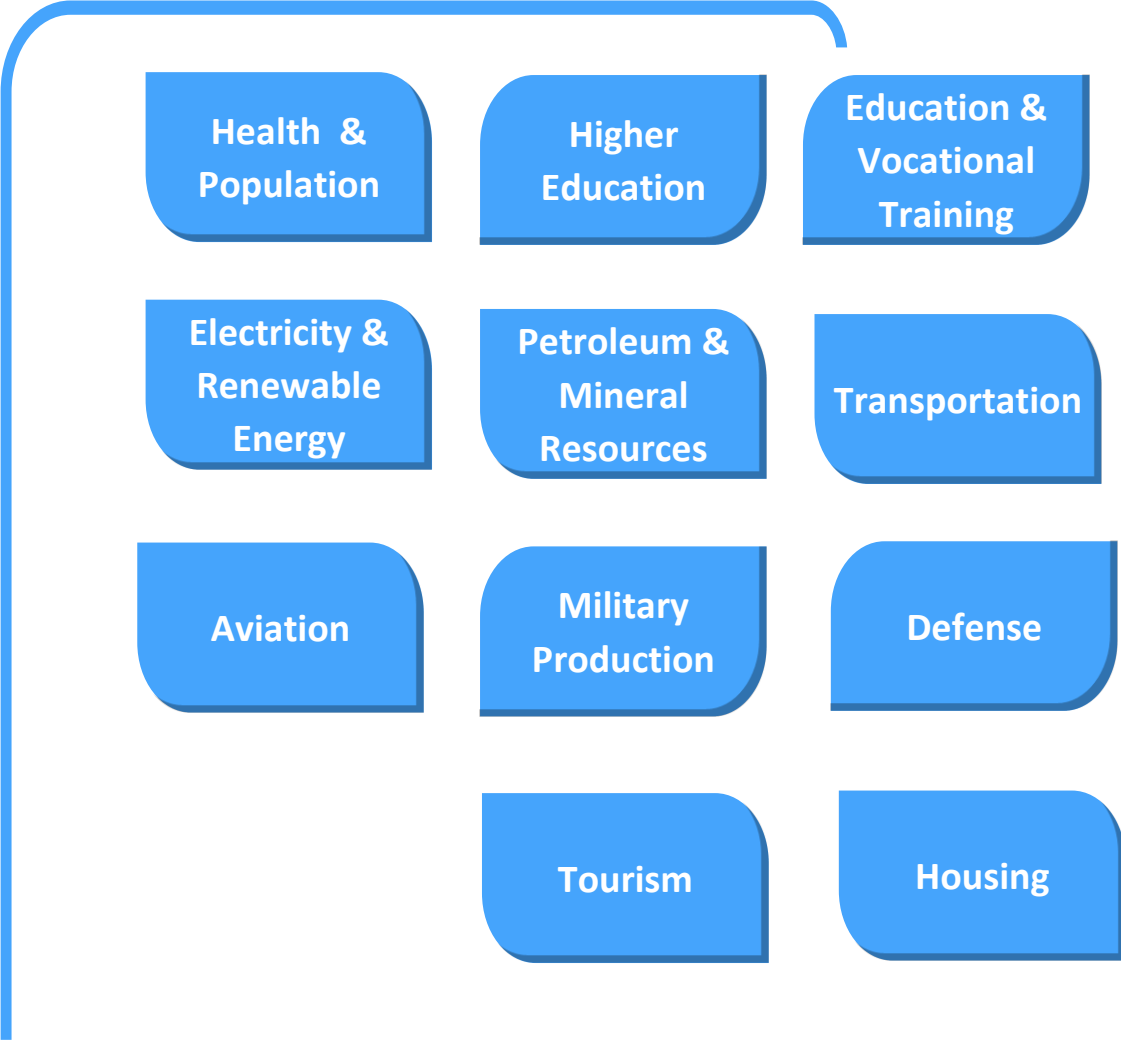 Health  &
Population
Higher
Education
Education &
Vocational
Training
Electricity &
Renewable
Energy
Petroleum &
Mineral
Resources
Transportation
Aviation
Military
Production
Defense
Tourism
Housing